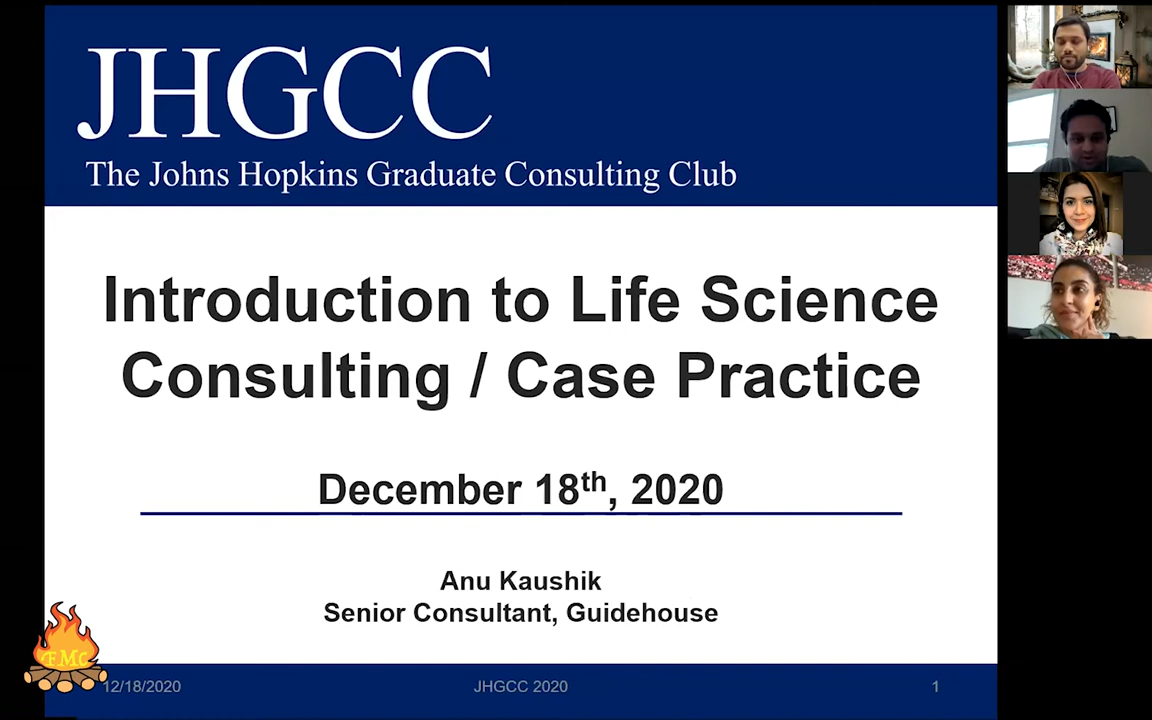 JHGCC
The Johns Hopkins Graduate Consulting Club
Introduction to Life Science
Consulting / Case Practice
December 18th, 2020
Anu Kaushik
Senior Consultant, Guidehouse
FMC
12/18/2020
JHGCC 2020
1